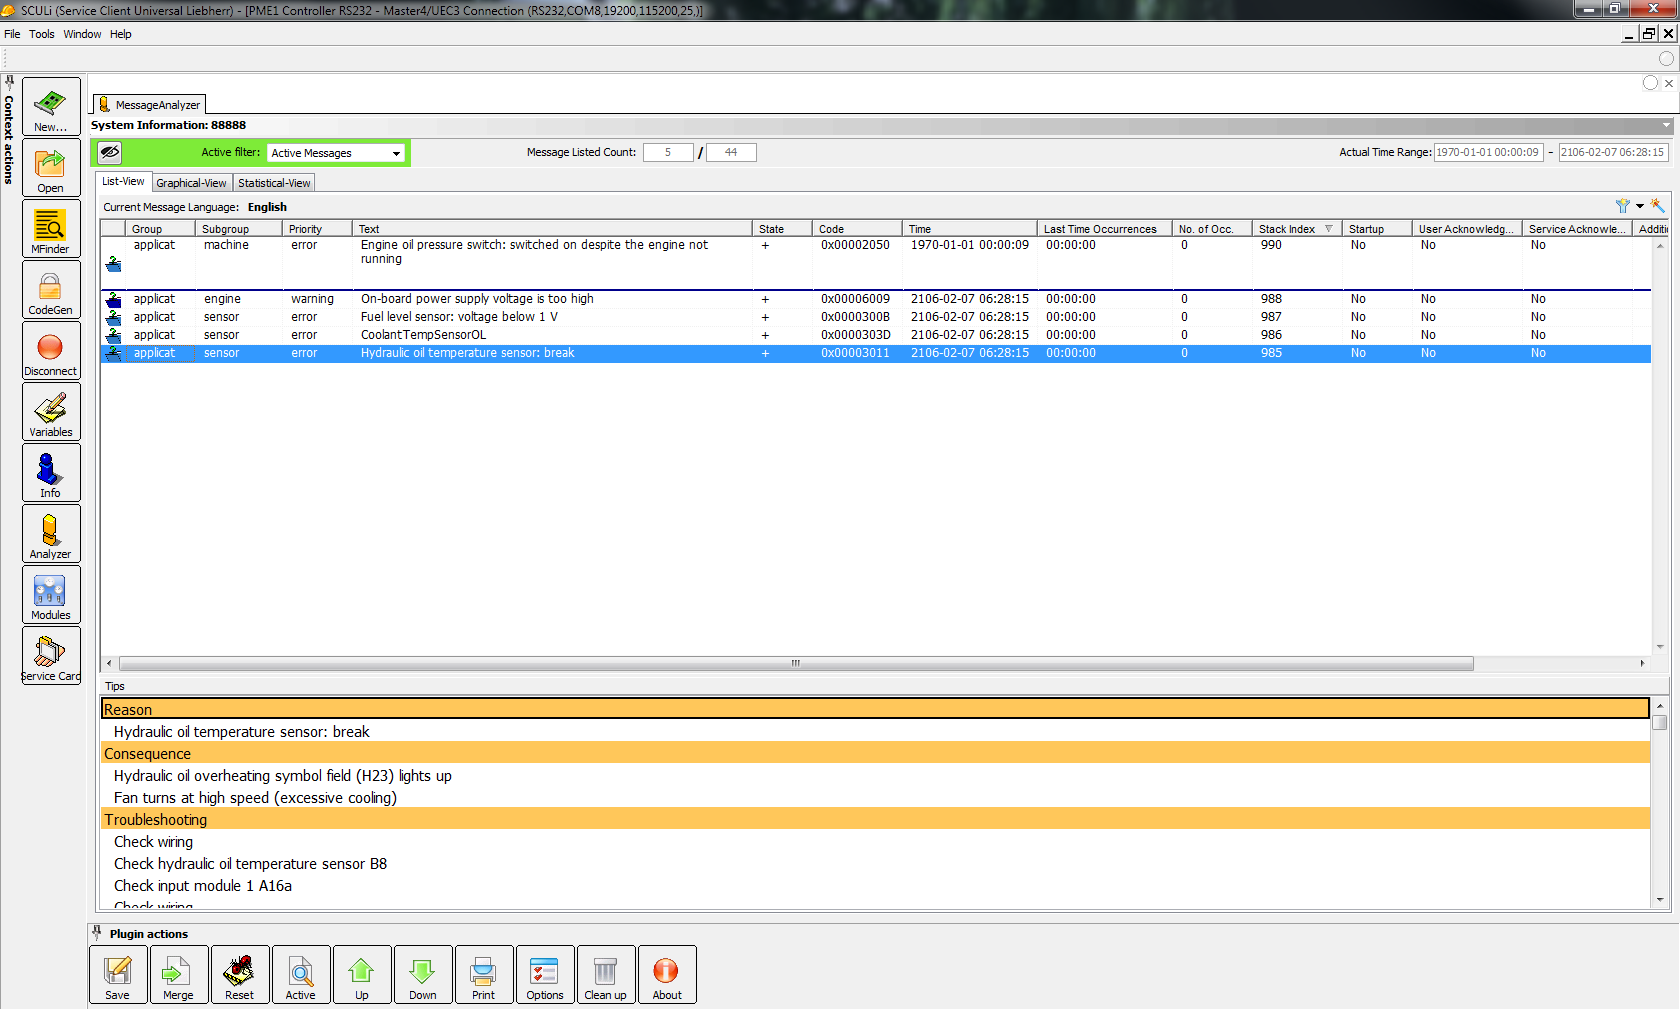 SCULi (Service Client Universal Liebherr) - [PME1 Controller RS232 - Master4/UEC3 Connection (RS232,COM8,19200,115200,25,)]
File Tools Window Help
Context actions
New...
Open
MFinder
CodeGen
Disconnect
Variables
Info
Analyzer
Modules
Service Card
MessageAnalyzer
System Information: 88888
Active filter: Active Messages Message Listed Count: 5 / 44 Actual Time Range: 1970-01-01 00:00:09 - 2106-02-07 06:28:15
List-View Graphical-View Statistical-View
Current Message Language: English
Group Subgroup Priority Text State Code Time Last Time Occurrences No. of Occ. Stack Index Startup User Acknowledg... Service Acknowle... Additi
applicat machine error Engine oil pressure switch: switched on despite the engine not + 0x00002050 1970-01-01 00:00:09 00:00:00 0 990 No No No
running
applicat engine warning On-board power supply voltage is too high + 0x00006009 2106-02-07 06:28:15 00:00:00 0 988 No No No
applicat sensor error Fuel level sensor: voltage below 1 V + 0x0000300B 2106-02-07 06:28:15 00:00:00 0 987 No No No
applicat sensor error CoolantTempSensorOL + 0x0000303D 2106-02-07 06:28:15 00:00:00 0 986 No No No
applicat sensor error Hydraulic oil temperature sensor: break + 0x00003011 2106-02-07 06:28:15 00:00:00 0 985 No No No
Tips
Reason
Hydraulic oil temperature sensor: break
Consequence
Hydraulic oil overheating symbol field (H23) lights up
Fan turns at high speed (excessive cooling)
Troubleshooting
Check wiring
Check hydraulic oil temperature sensor B8
Check input module 1 A16a
Check wiring
Plugin actions
Save Merge Reset Active Up Down Print Options Clean up About